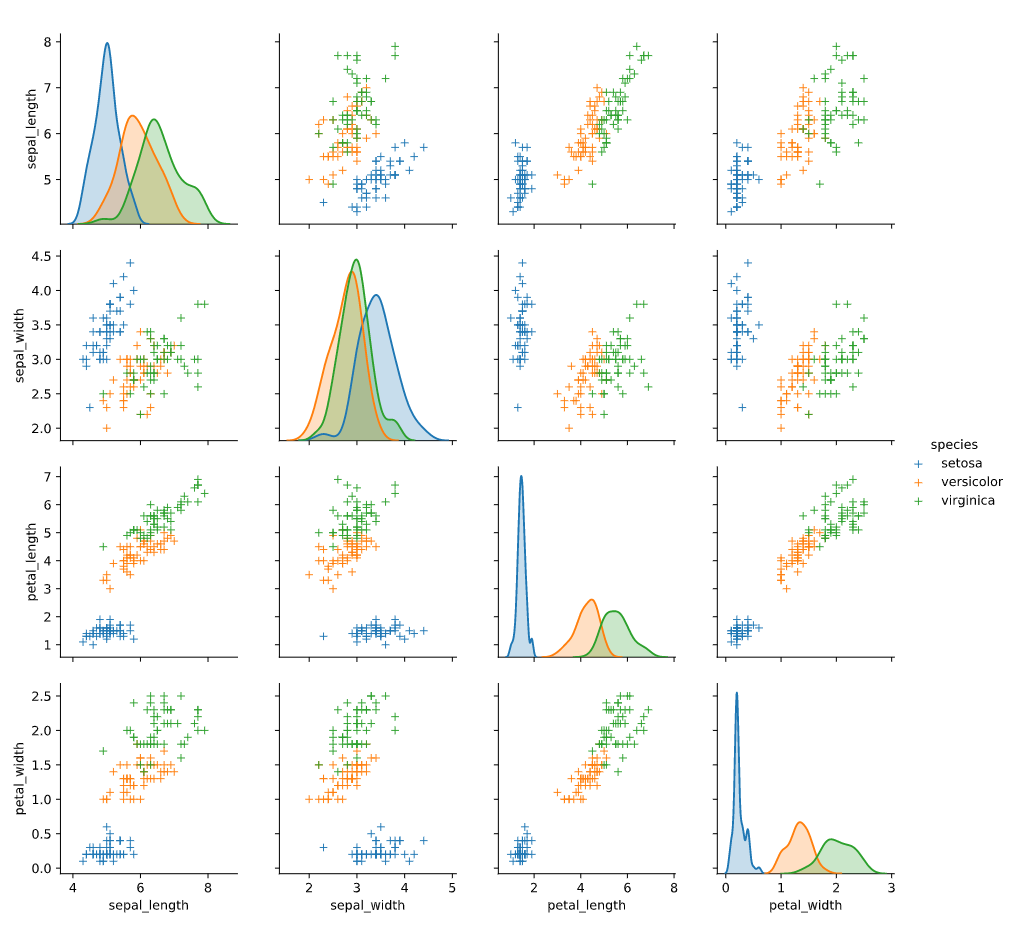 8
7
6
5
sepal_length
4.5
4.0
3.5
3.0
2.5
2.0
sepal_width
species
setosa
versicolor
virginica
7
6
5
4
3
2
1
petal_length
2.5
2.0
1.5
1.0
0.5
0.0
petal_width
4 6 8 2 3 4 5 2 4 6 8 0 1 2 3
sepal_length sepal_width petal_length petal_width